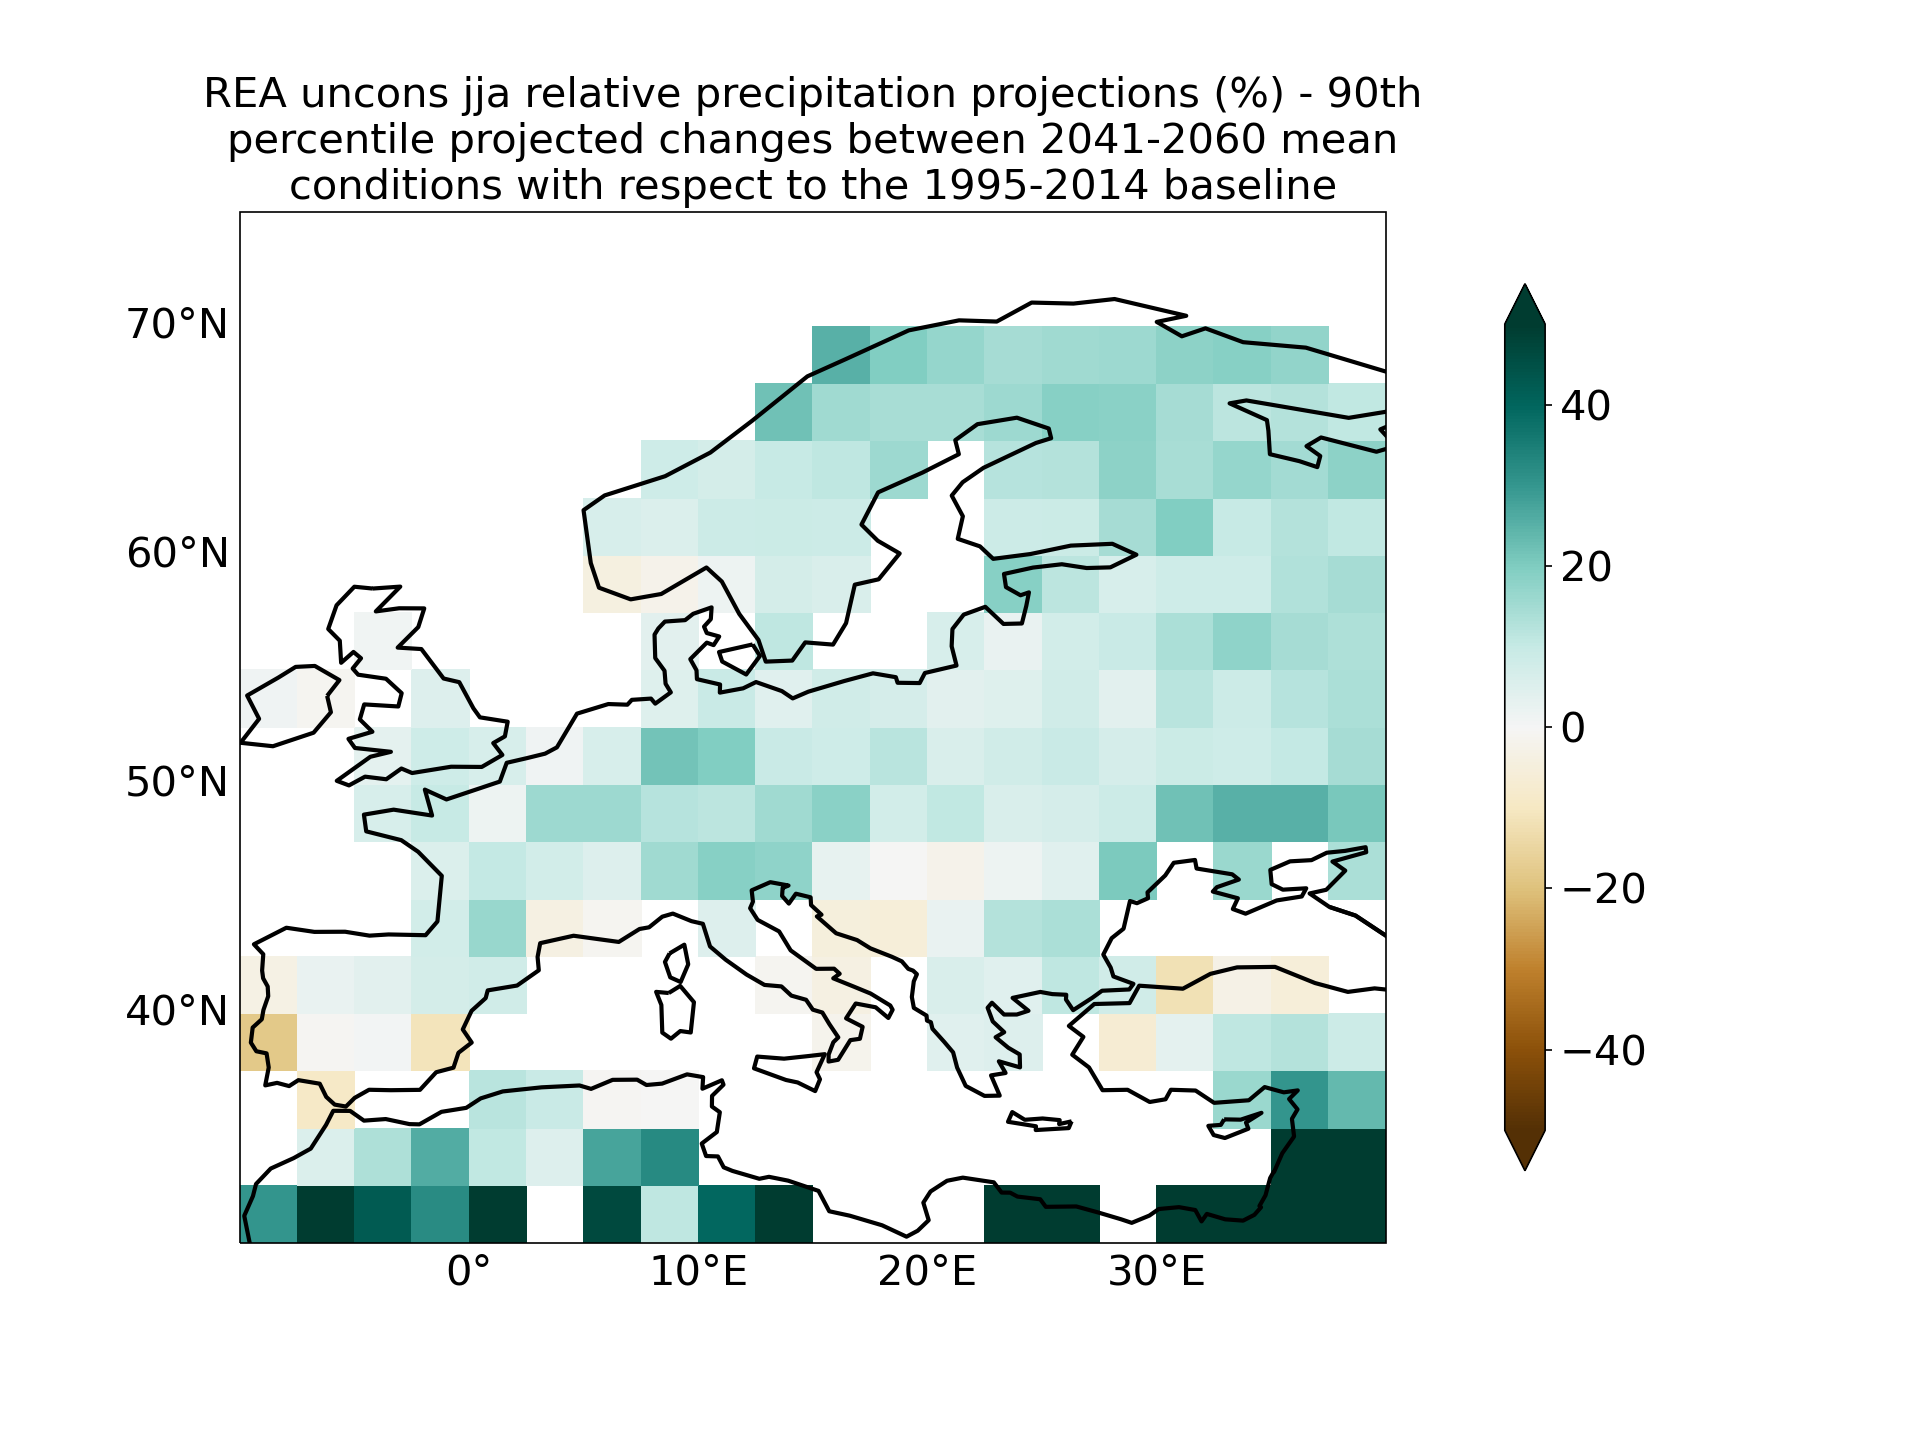 REA uncons jja relative precipitation projections (%) - 90th
percentile projected changes between 2041-2060 mean
conditions with respect to the 1995-2014 baseline
70°N
60°N
50°N
40°N
0°
10°E
20°E
30°E
40
20
0
−20
−40